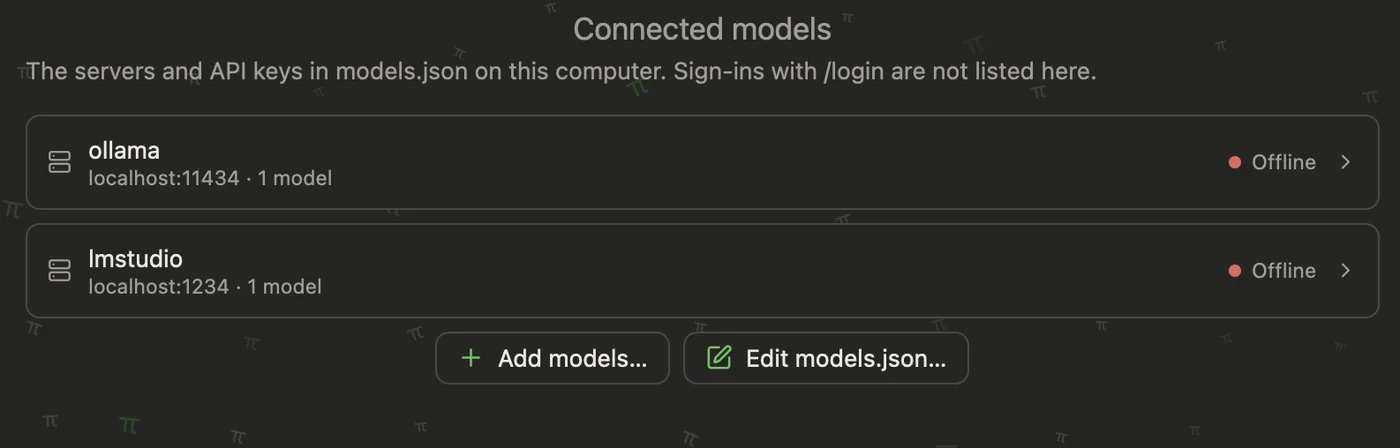 Connected models
The servers and API keys in models.json on this computer. Sign-ins with /login are not listed here.
ollama
localhost:11434 · 1 model
Offline
lmstudio
localhost:1234 · 1 model
Offline
Add models...
Edit models.json...